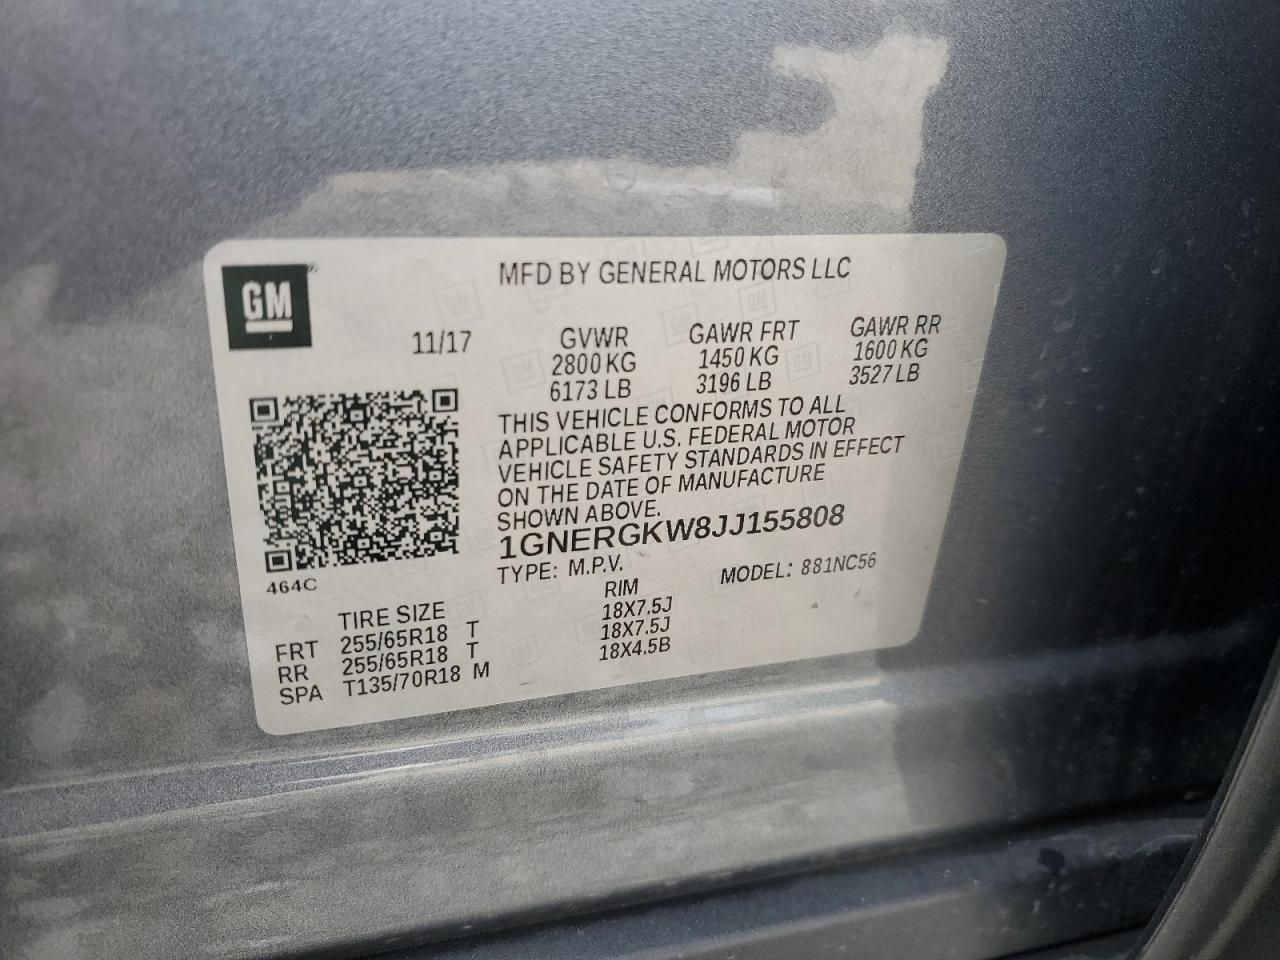 GM
MFD BY GENERAL MOTORS LLC
11/17 GVWR GAWR FRT GAWR RR
2800 KG 1450 KG 1600 KG
6173 LB 3196 LB 3527 LB
THIS VEHICLE CONFORMS TO ALL
APPLICABLE U.S. FEDERAL MOTOR
VEHICLE SAFETY STANDARDS IN EFFECT
ON THE DATE OF MANUFACTURE
SHOWN ABOVE.
1GNERGKW8JJ155808
TYPE: M.P.V. MODEL: 881NC56
464C
TIRE SIZE RIM
FRT 255/65R18 T 18X7.5J
RR 255/65R18 T 18X7.5J
SPA T135/70R18 M 18X4.5B